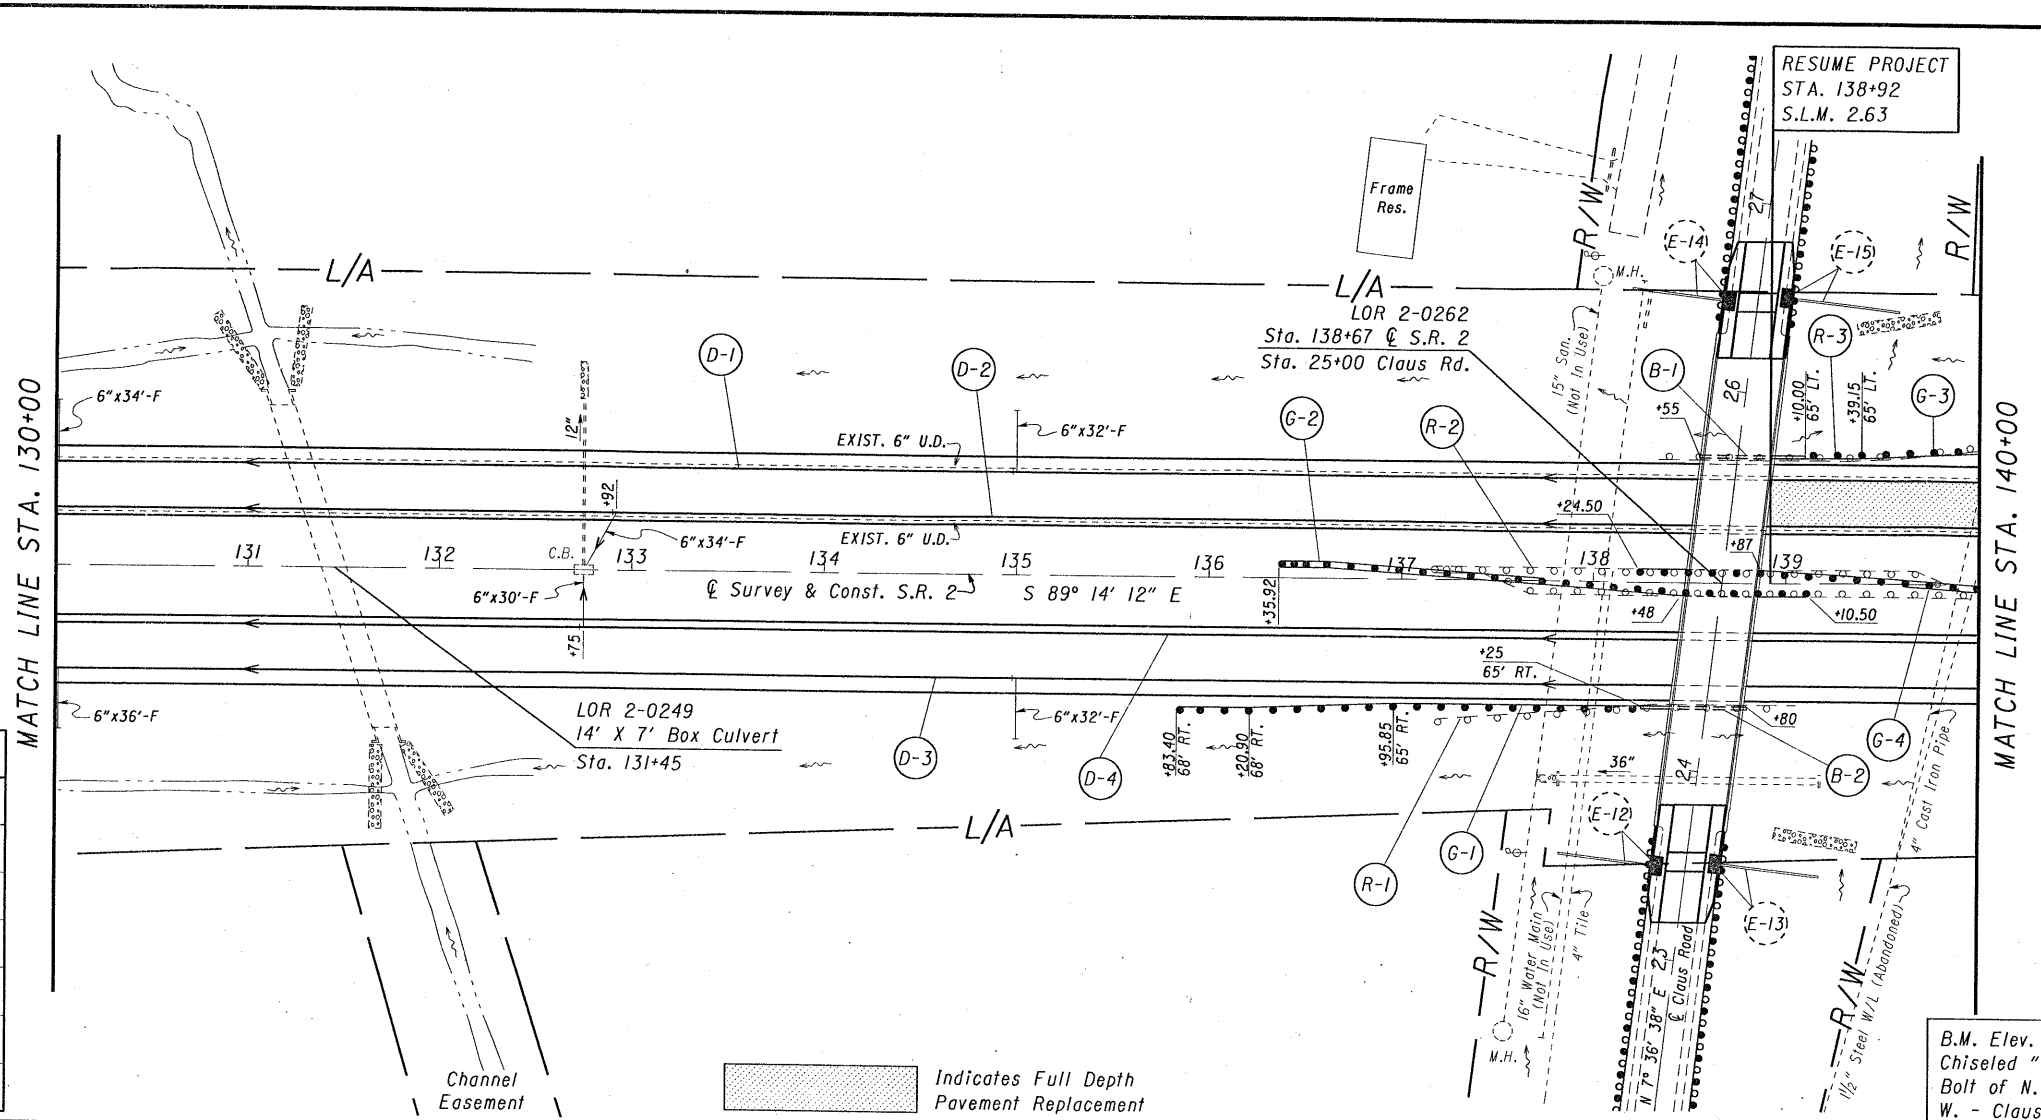 RESUME PROJECT
STA. 138+92
S.L.M. 2.63
Frame
Res.
R/W
27
R/W
E-14
E-15
M.H.
L/A
L/A
LOR 2-0262
Sta. 138+67 ℄ S.R. 2
Sta. 25+00 Claus Rd.
15" San.
(Not In Use)
R-3
B-1
26
+55
+10.00
65' LT.
+39.15
65' LT.
G-3
D-1
D-2
G-2
R-2
6"x34'-F
12"
EXIST. 6" U.D.
6"x32'-F
MATCH LINE STA. 130+00
MATCH LINE STA. 140+00
+92
+24.50
EXIST. 6" U.D.
6"x34'-F
C.B.
131
132
133
134
135
136
137
138
139
+87
℄ Survey & Const. S.R. 2
S 89° 14' 12" E
6"x30'-F
+75
+35.92
+48
+10.50
+25
65' RT.
6"x36'-F
LOR 2-0249
14' X 7' Box Culvert
Sta. 131+45
6"x32'-F
+83.40
68' RT.
+20.90
68' RT.
+95.85
65' RT.
+80
G-4
D-3
D-4
36"
24
B-2
L/A
E-12
E-13
G-1
R-1
4" Cast Iron Pipe
R/W
16" Water Main
(Not In Use)
4" Tile
M.H.
N 7° 36' 38" E
23
℄ Claus Road
R/W
1½" Steel W/L (Abandoned)
Channel
Easement
Indicates Full Depth
Pavement Replacement
B.M. Elev.
Chiseled "
Bolt of N.
W. - Claus